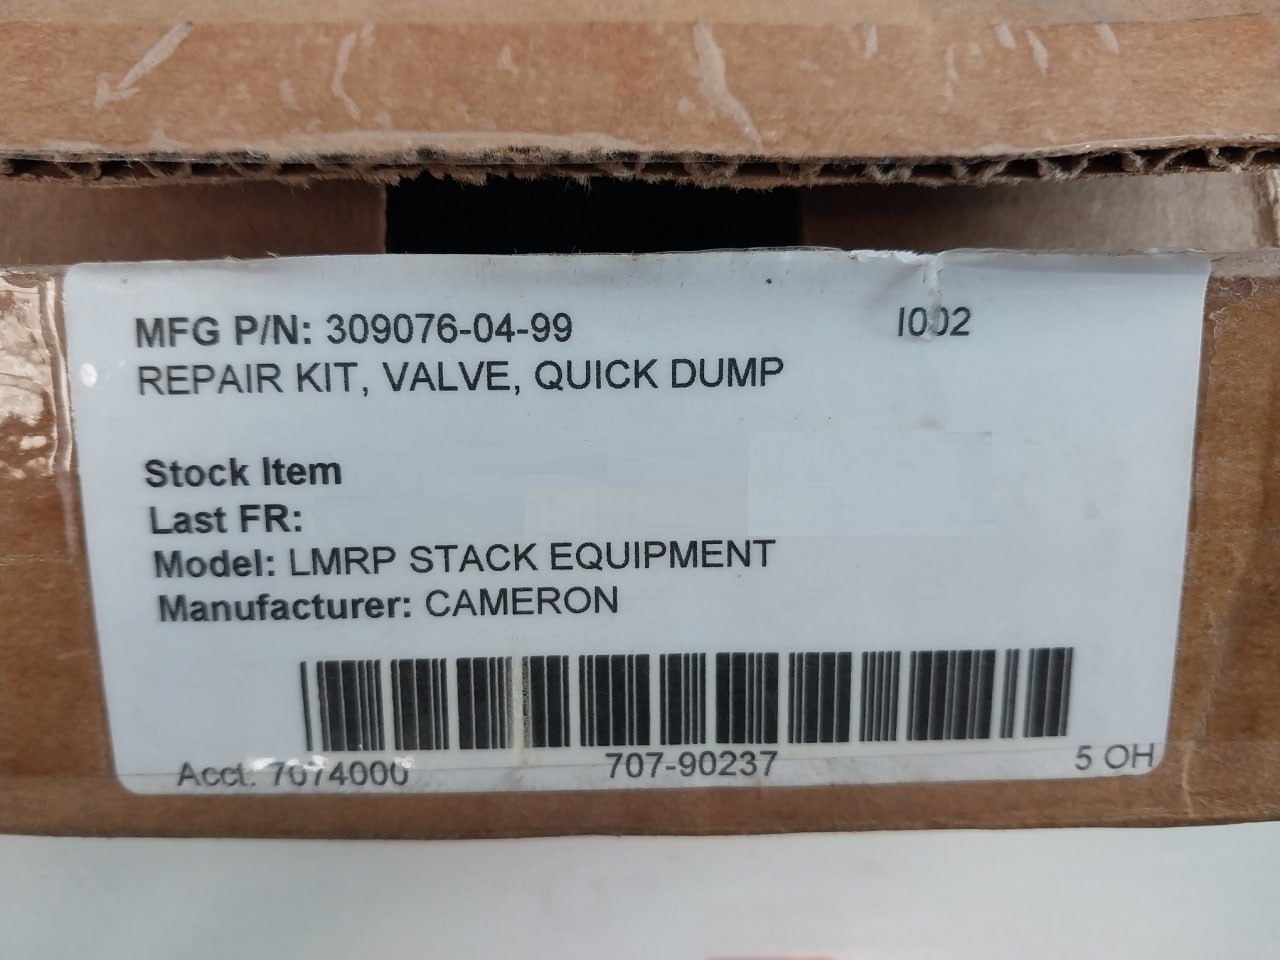 MFG P/N: 309076-04-99 I002
REPAIR KIT, VALVE, QUICK DUMP
Stock Item
Last FR:
Model: LMRP STACK EQUIPMENT
Manufacturer: CAMERON
Acct: 7074000 707-90237 5 OH